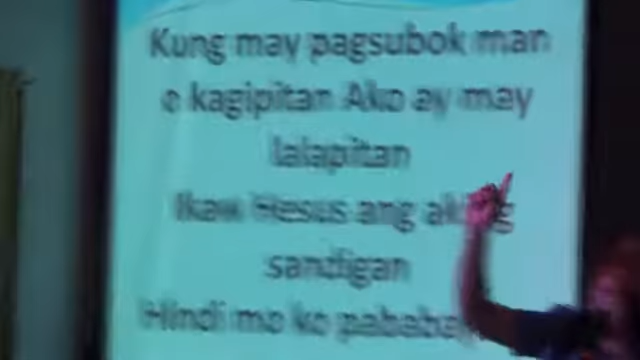 Kung may pagsubok man
o kagipitan Ako ay may
lalapitan
Ikaw Hesus ang
sandigan
Hindi mo ko